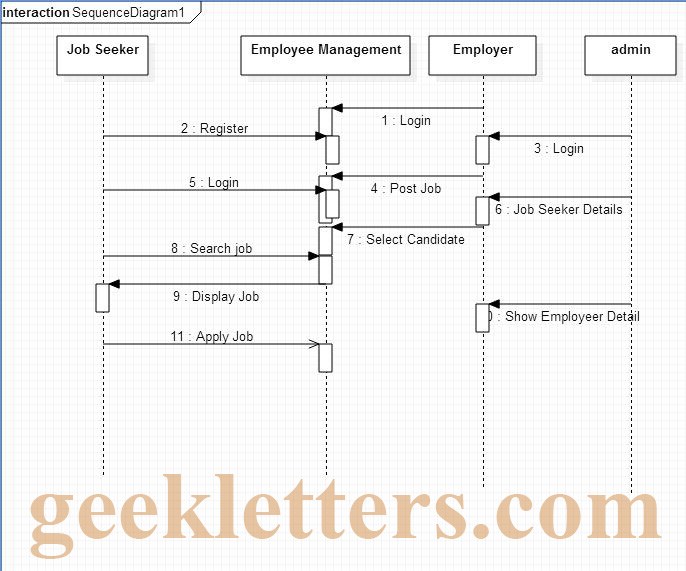 interaction SequenceDiagram1
Job Seeker
Employee Management
Employer
admin
1 : Login
2 : Register
3 : Login
5 : Login
4 : Post Job
6 : Job Seeker Details
7 : Select Candidate
8 : Search job
9 : Display Job
0 : Show Employeer Detail
11 : Apply Job
geekletters.com